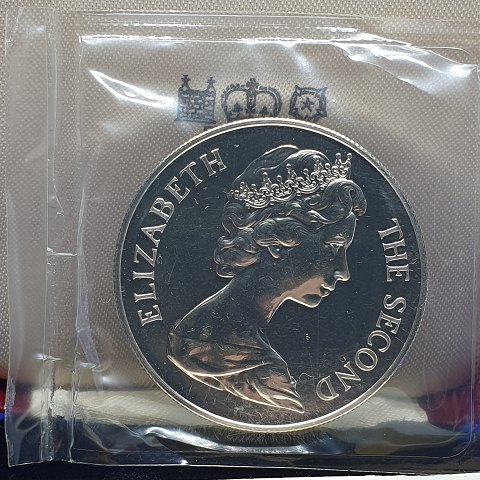 ELIZABETH
THE SECOND